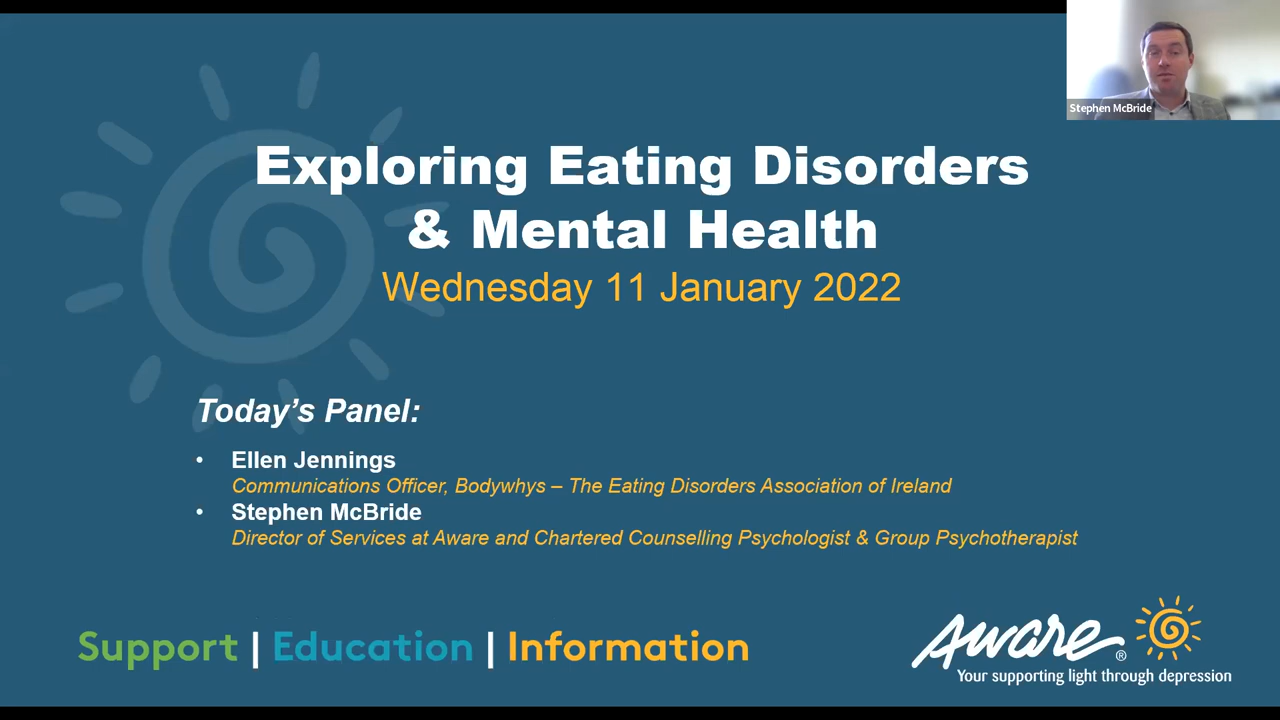 Stephen McBride
Exploring Eating Disorders
& Mental Health
Wednesday 11 January 2022
Today's Panel:
• Ellen Jennings
Communications Officer, Bodywhys – The Eating Disorders Association of Ireland
• Stephen McBride
Director of Services at Aware and Chartered Counselling Psychologist & Group Psychotherapist
Support | Education | Information
Aware®
Your supporting light through depression